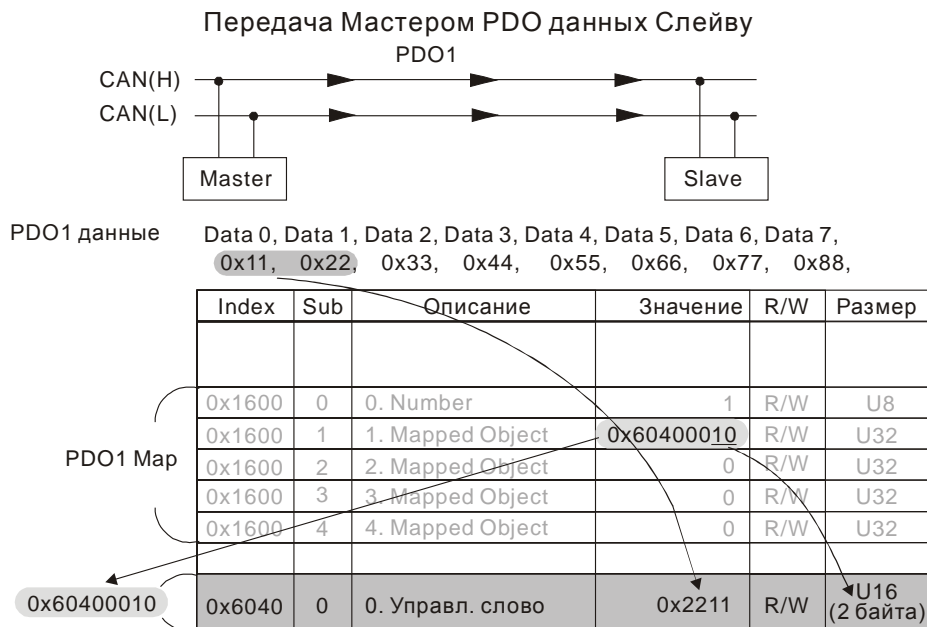 Передача Мастером PDO данных Слейву
PDO1
CAN(H)
CAN(L)
Master Slave
PDO1 данные Data 0, Data 1, Data 2, Data 3, Data 4, Data 5, Data 6, Data 7,
0x11, 0x22, 0x33, 0x44, 0x55, 0x66, 0x77, 0x88,
Index Sub Описание Значение R/W Размер
0x1600 0 0. Number 1 R/W U8
0x1600 1 1. Mapped Object 0x60400010 R/W U32
PDO1 Map
0x1600 2 2. Mapped Object 0 R/W U32
0x1600 3 3. Mapped Object 0 R/W U32
0x1600 4 4. Mapped Object 0 R/W U32
0x60400010 0x6040 0 0. Управл. слово 0x2211 R/W U16
(2 байта)